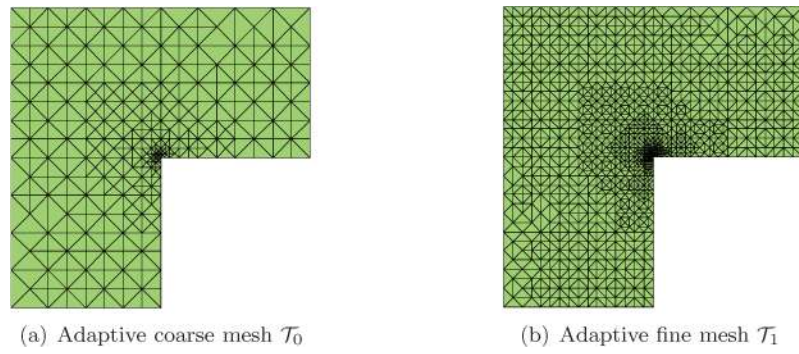 (a) Adaptive coarse mesh 𝒯₀
(b) Adaptive fine mesh 𝒯₁